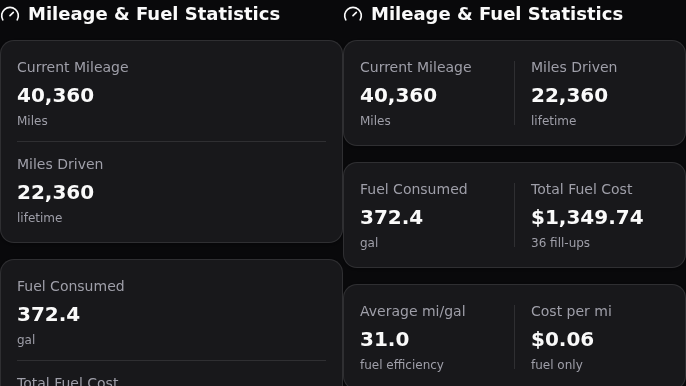 Mileage & Fuel Statistics
Current Mileage
40,360
Miles
Miles Driven
22,360
lifetime
Fuel Consumed
372.4
gal
Total Fuel Cost
Mileage & Fuel Statistics
Current Mileage
40,360
Miles
Miles Driven
22,360
lifetime
Fuel Consumed
372.4
gal
Total Fuel Cost
$1,349.74
36 fill-ups
Average mi/gal
31.0
fuel efficiency
Cost per mi
$0.06
fuel only